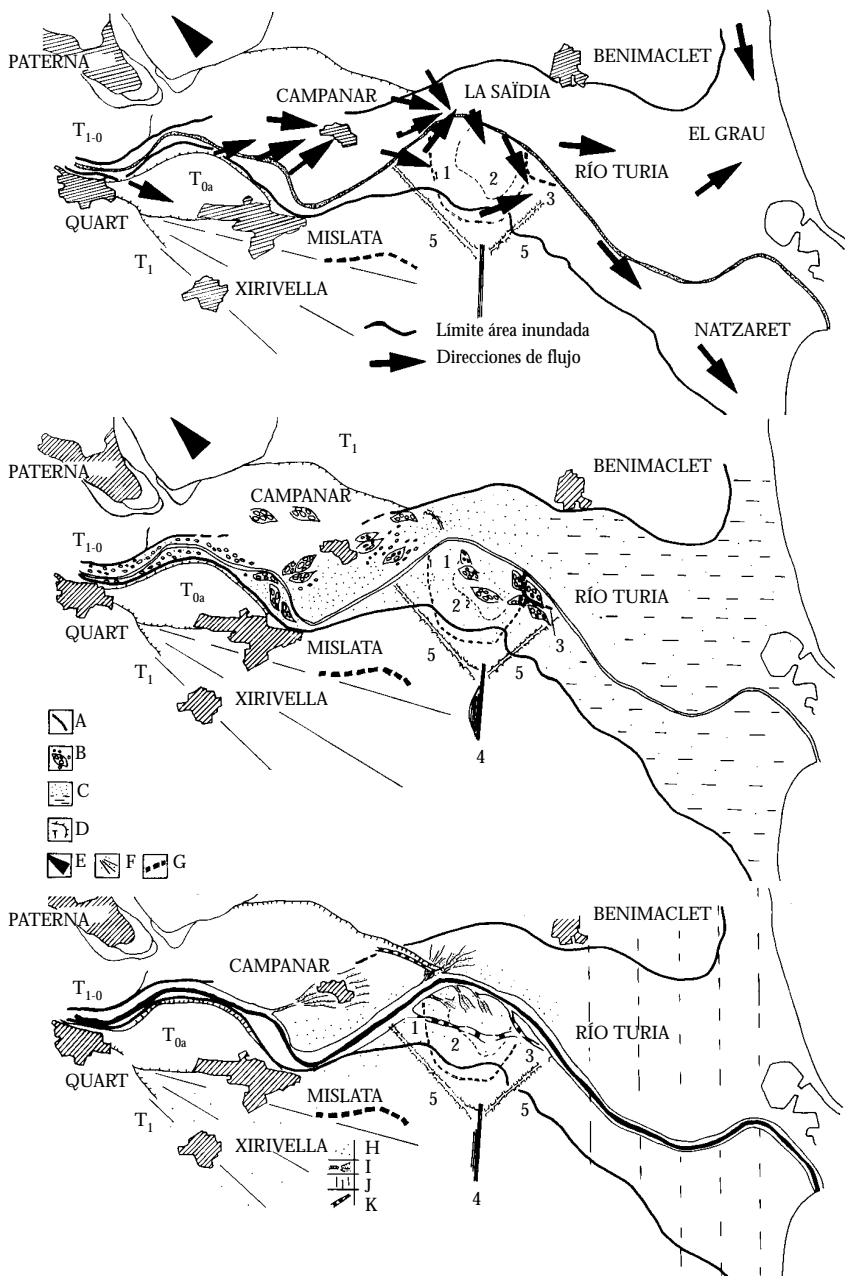 BENIMACLET
PATERNA
LA SAÏDIA
CAMPANAR
EL GRAU
T1-0
RÍO TURIA
T0a
1
2
3
QUART
MISLATA
5
5
T1
XIRIVELLA
Límite área inundada
NATZARET
Direcciones de flujo
T1
PATERNA
BENIMACLET
CAMPANAR
T1-0
1
RÍO TURIA
T0a
2
QUART
3
MISLATA
5
5
T1
XIRIVELLA
A
B
4
C
D
E F G
PATERNA
BENIMACLET
CAMPANAR
T1-0
RÍO TURIA
1
T0a
2
3
QUART
MISLATA
5
5
T1
XIRIVELLA
H
I
J
4
K